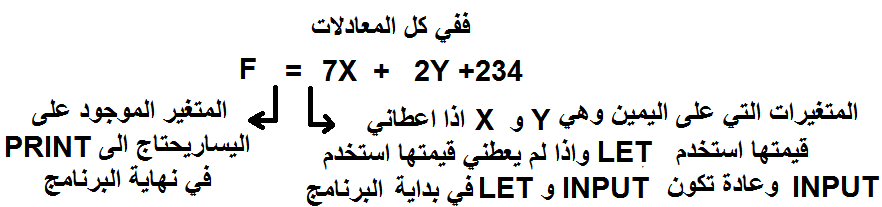 ففي كل المعادلات
F = 7X + 2Y +234
المتغيرات التي على اليمين وهي Y و X اذا اعطاني
قيمتها استخدم LET واذا لم يعطني قيمتها استخدم
INPUT وعادة تكون INPUT و LET في بداية البرنامج
المتغير الموجود على
اليساريحتاج الى PRINT
في نهاية البرنامج